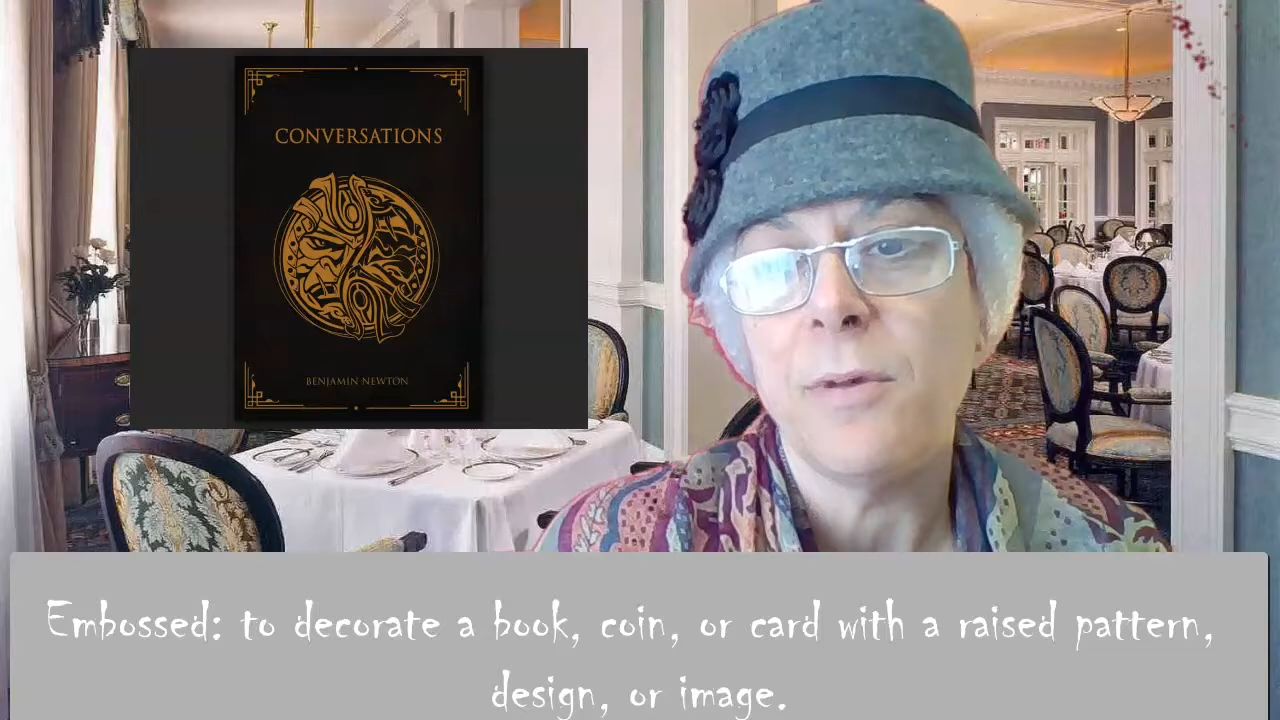 CONVERSATIONS
BENJAMIN NEWTON
Embossed: to decorate a book, coin, or card with a raised pattern,
design, or image.